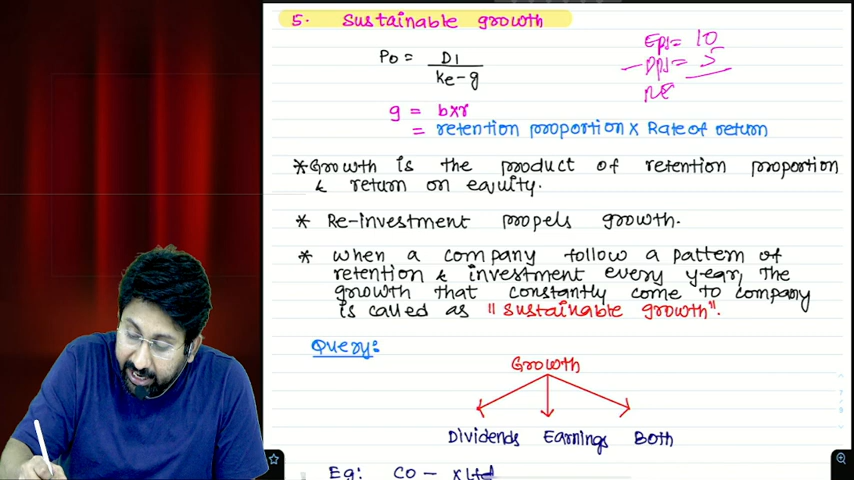 5. Sustainable growth
P0 = D1 / ke-g
Eps = 10
- Dps = 5
RE
g = b×r
= retention proportion × Rate of return
* Growth is the product of retention proportion
& return on equity.
* Re-investment propels growth.
* When a company follow a pattern of
retention & investment every year, the
growth that constantly come to company
is called as "sustainable growth".
Query:
Growth
Dividends Earnings Both
Eg: CO - X Ltd